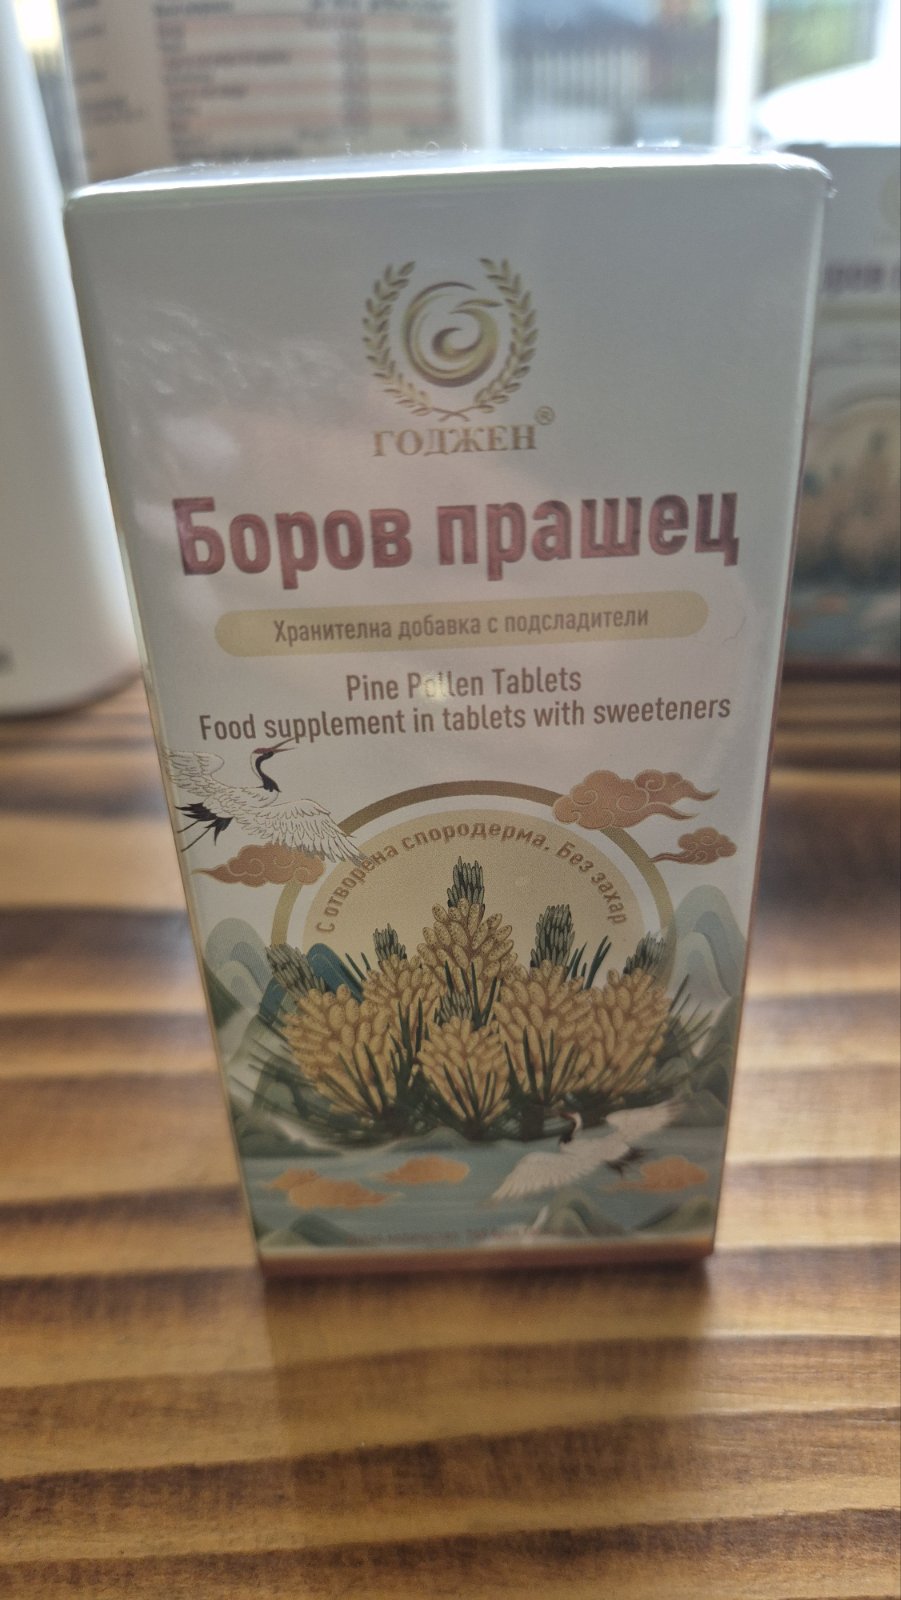 ГОДЖЕН®
Боров прашец
Хранителна добавка с подсладители
Pine Pollen Tablets
Food supplement in tablets with sweeteners
С отворена спородерма. Без захар